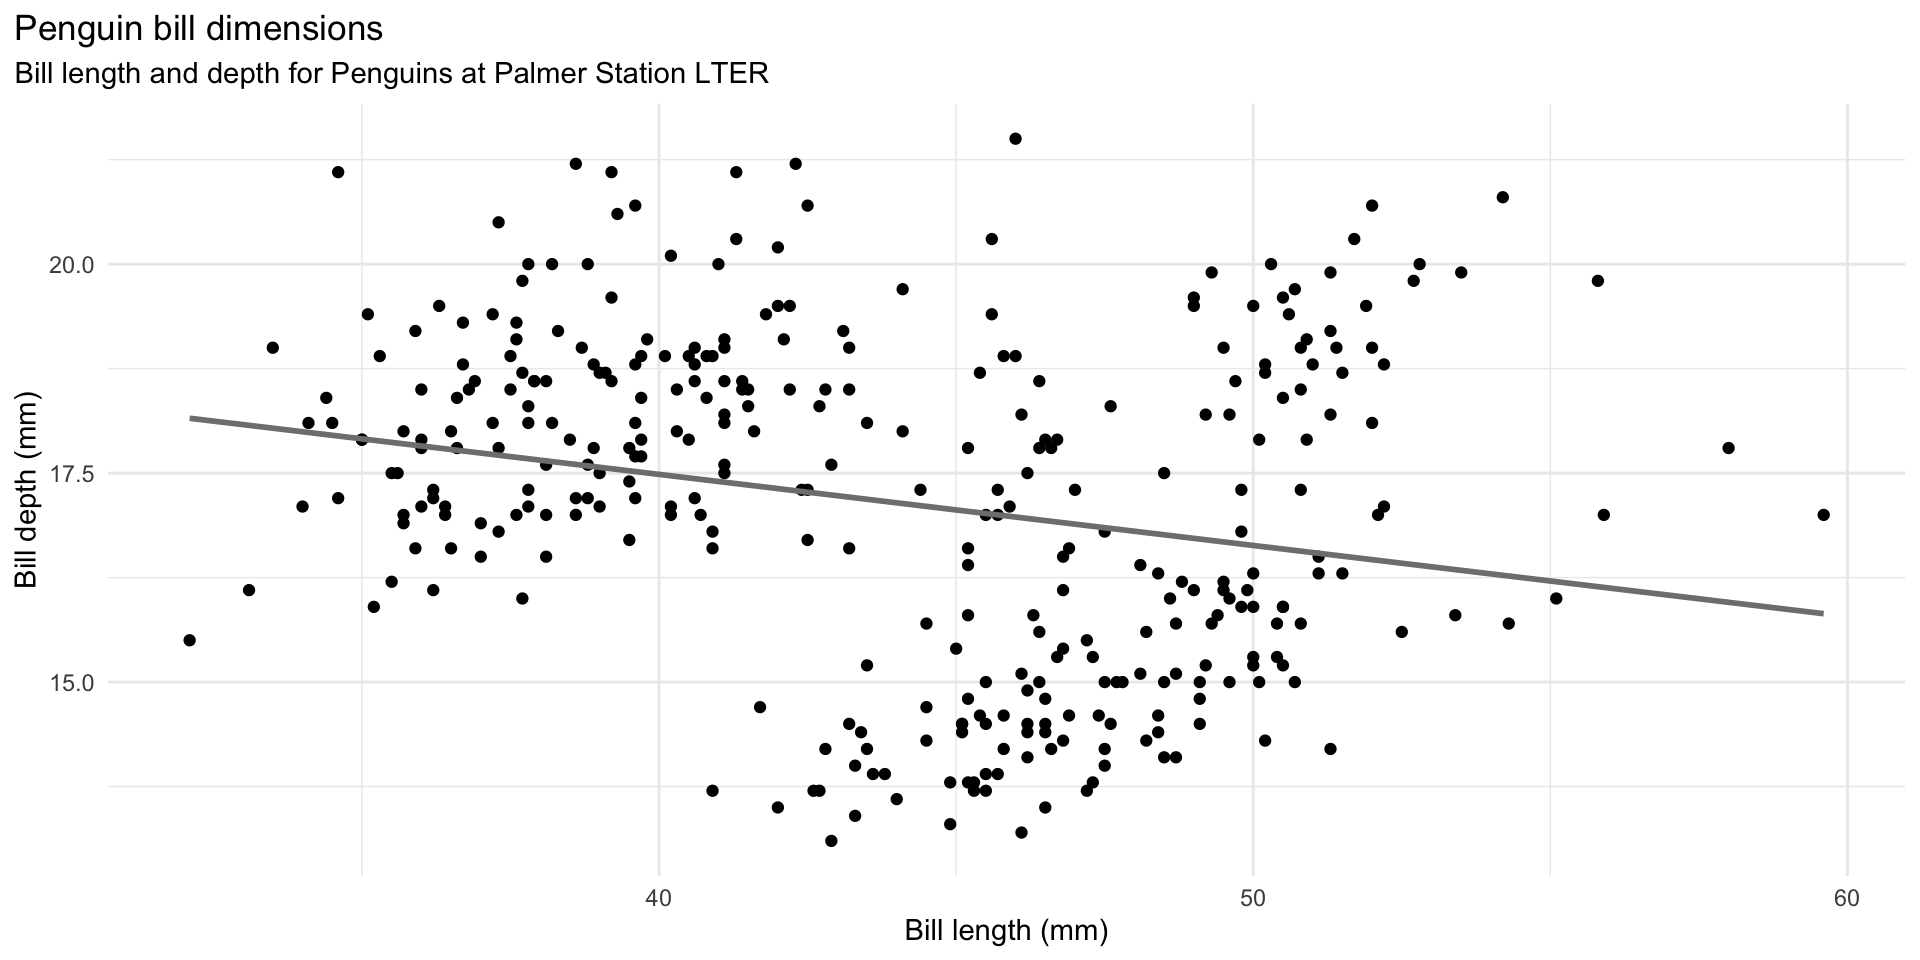 Penguin bill dimensions
Bill length and depth for Penguins at Palmer Station LTER
Bill depth (mm)
20.0
17.5
15.0
40
50
60
Bill length (mm)